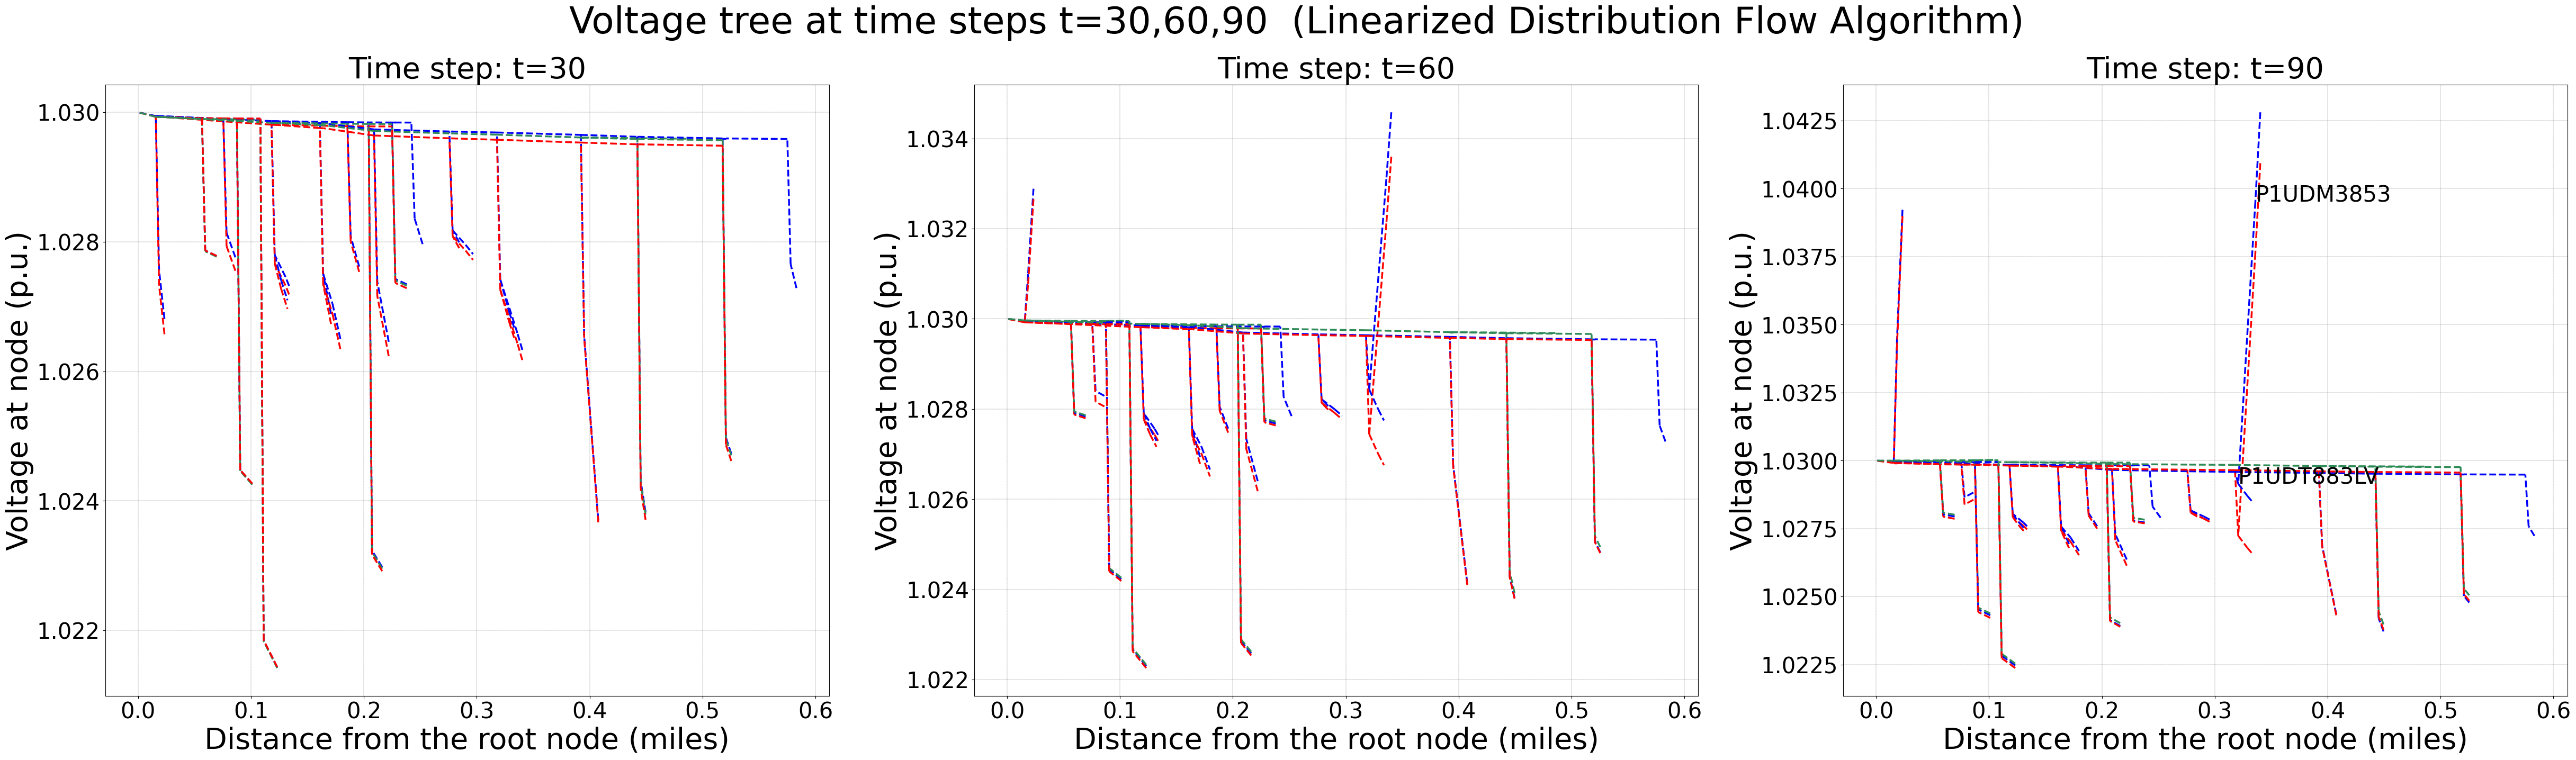 Voltage tree at time steps t=30,60,90 (Linearized Distribution Flow Algorithm)
Time step: t=30
Voltage at node (p.u.)
1.030
1.028
1.026
1.024
1.022
0.0 0.1 0.2 0.3 0.4 0.5 0.6
Distance from the root node (miles)
Time step: t=60
Voltage at node (p.u.)
1.034
1.032
1.030
1.028
1.026
1.024
1.022
0.0 0.1 0.2 0.3 0.4 0.5 0.6
Distance from the root node (miles)
Time step: t=90
Voltage at node (p.u.)
1.0425
1.0400
1.0375
1.0350
1.0325
1.0300
1.0275
1.0250
1.0225
P1UDM3853
P1UDT883LV
0.0 0.1 0.2 0.3 0.4 0.5 0.6
Distance from the root node (miles)